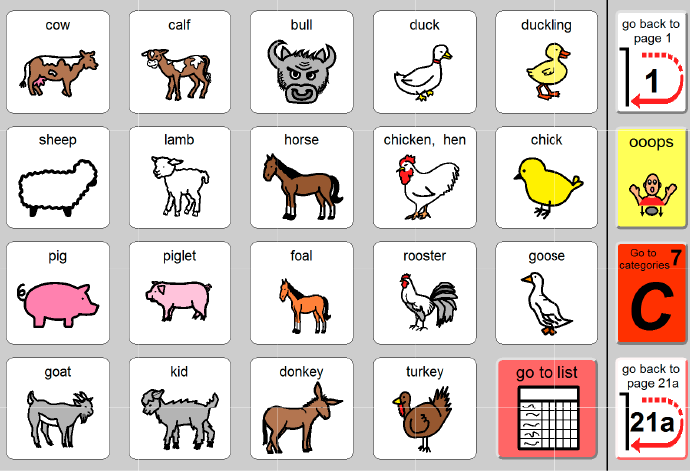 cow
calf
bull
duck
duckling
go back to
page 1
1
sheep
lamb
horse
chicken, hen
chick
ooops
pig
piglet
foal
rooster
goose
Go to
categories 7
C
goat
kid
donkey
turkey
go to list
go back to
page 21a
21a